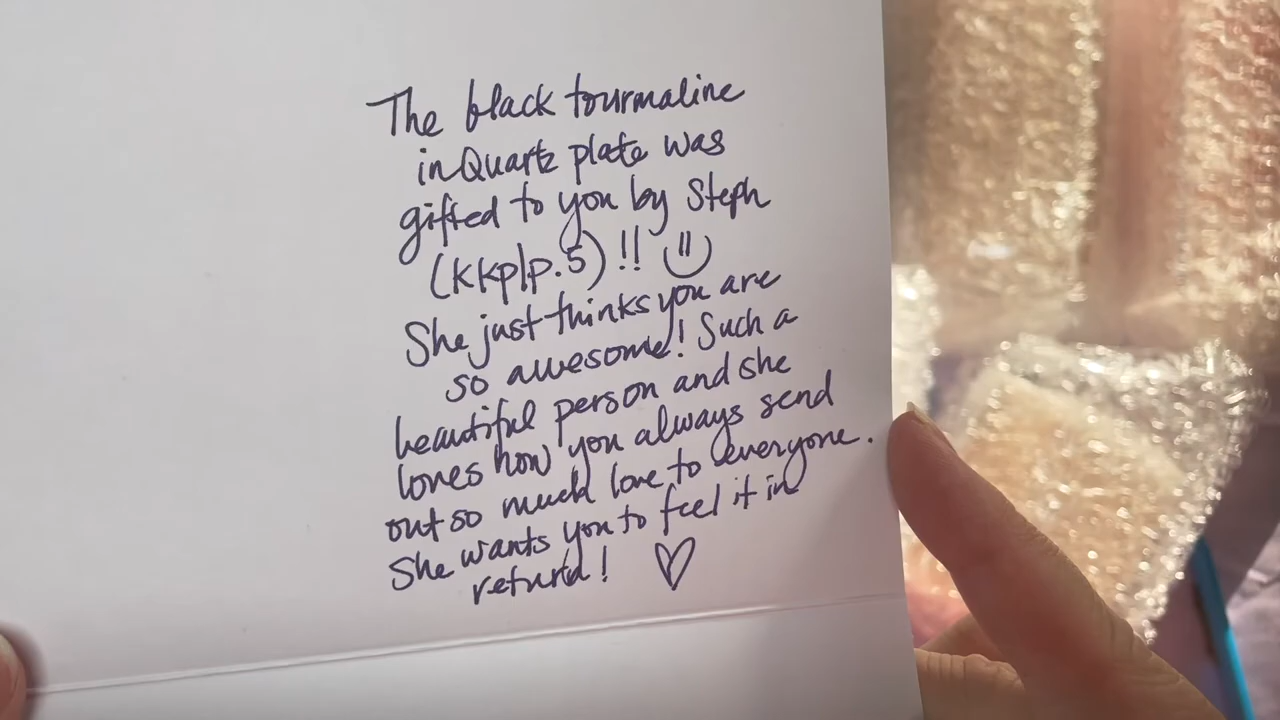 The black tourmaline
in Quartz plate was
gifted to you by Steph
(kkplp.5) !! 
She just thinks you are
so awesome! Such a
beautiful person and she
loves how you always send
out so much love to everyone.
She wants you to feel it in
return! ♡